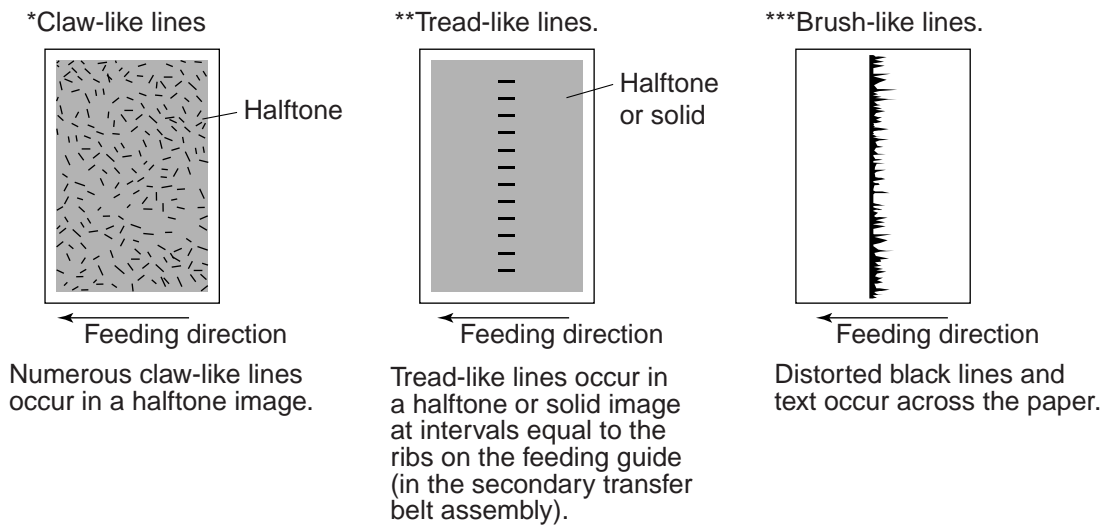 *Claw-like lines
Halftone
Feeding direction
Numerous claw-like lines
occur in a halftone image.
**Tread-like lines.
Halftone
or solid
Feeding direction
Tread-like lines occur in
a halftone or solid image
at intervals equal to the
ribs on the feeding guide
(in the secondary transfer
belt assembly).
***Brush-like lines.
Feeding direction
Distorted black lines and
text occur across the paper.